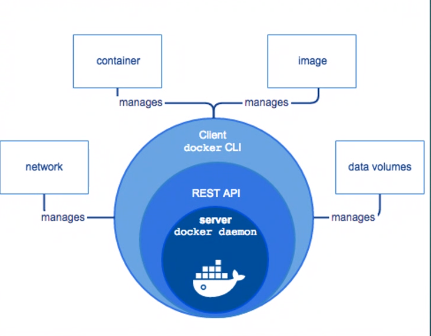 container
image
manages
manages
Client
docker CLI
network
data volumes
REST API
server
docker daemon
manages
manages